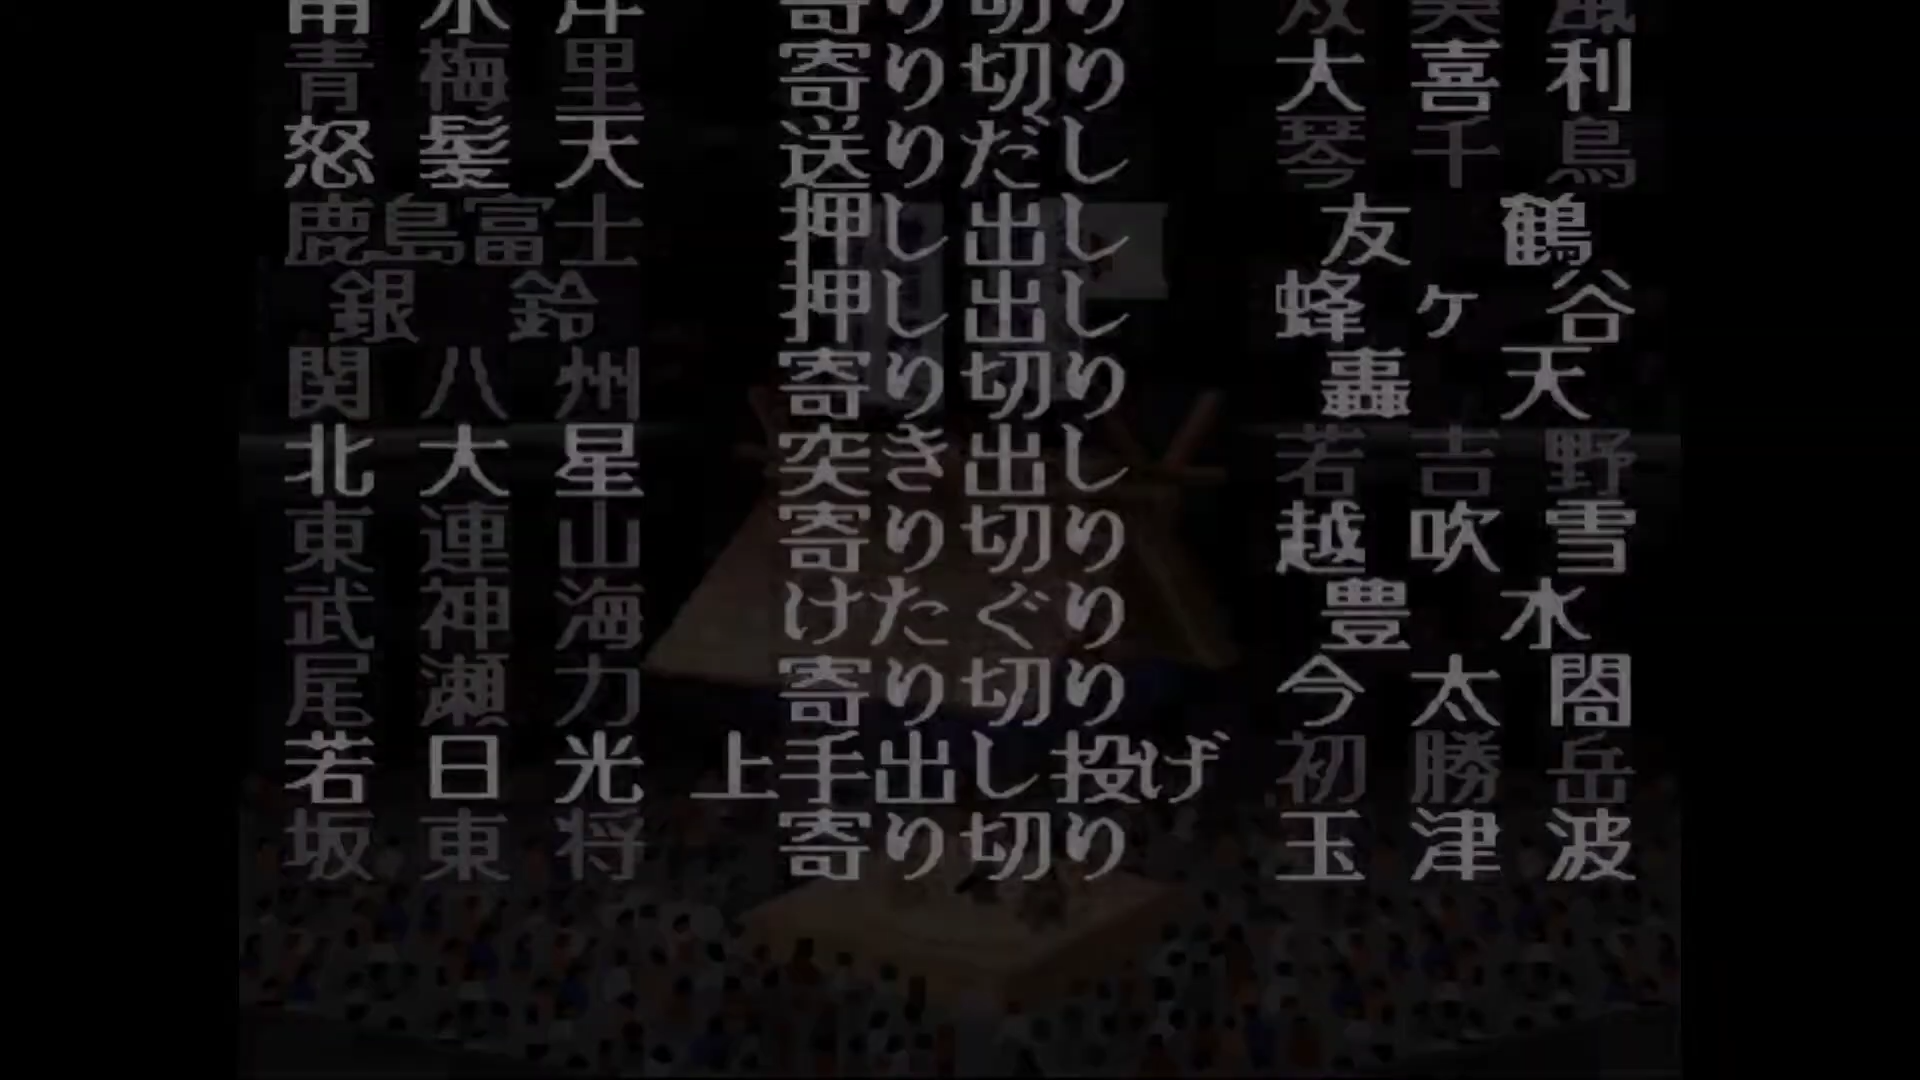 青梅里 寄り切り 大喜利
怒髪天 送りだし 琴千鳥
鹿島富士 押し出し 友鶴
銀鈴 押し出し 蜂ヶ谷
関八州 寄り切り 轟天
北大星 突き出し 若吉野
東連山 寄り切り 越吹雪
武神海 けたぐり 豊水
尾瀬力 寄り切り 今太閤
若日光 上手出し投げ 初勝岳
坂東将 寄り切り 玉津波